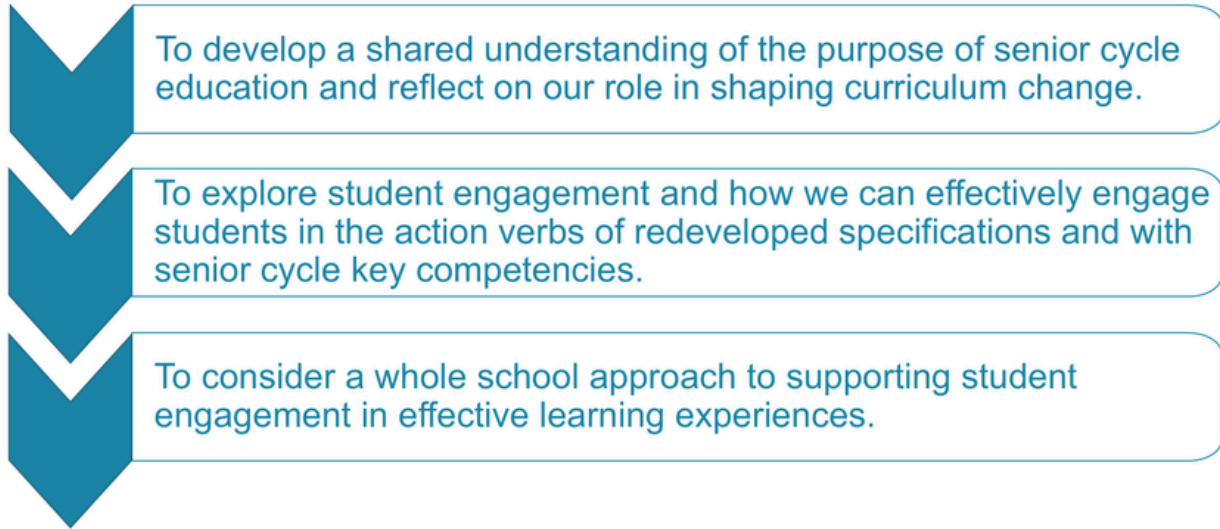 To develop a shared understanding of the purpose of senior cycle
education and reflect on our role in shaping curriculum change.
To explore student engagement and how we can effectively engage
students in the action verbs of redeveloped specifications and with
senior cycle key competencies.
To consider a whole school approach to supporting student
engagement in effective learning experiences.